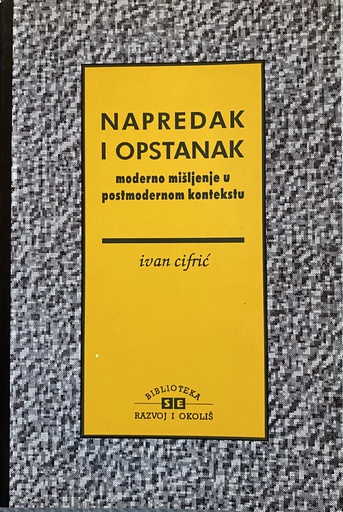 NAPREDAK
I OPSTANAK
moderno mišljenje u
postmodernom kontekstu
ivan cifrić
BIBLIOTEKA
SE
RAZVOJ I OKOLIŠ